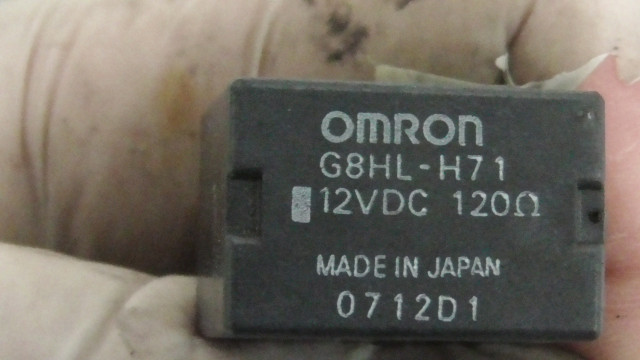 OMRON
G8HL-H71
12VDC 120Ω
MADE IN JAPAN
0712D1